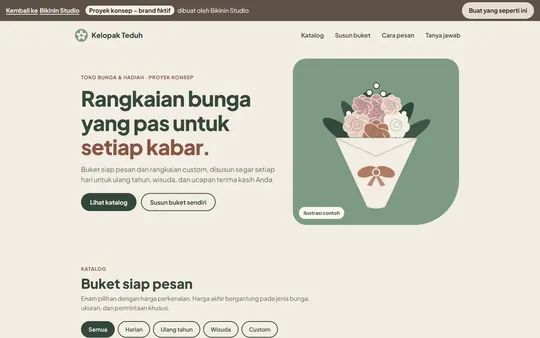 Kembali ke Bikinin Studio
Proyek konsep – brand fiktif
dibuat oleh Bikinin Studio
Buat yang seperti ini
Kelopak Teduh
Katalog
Susun buket
Cara pesan
Tanya jawab
TOKO BUNGA & HADIAH · PROYEK KONSEP
Rangkaian bunga
yang pas untuk
setiap kabar.
Buket siap pesan dan rangkaian custom, disusun segar setiap
hari untuk ulang tahun, wisuda, dan ucapan terima kasih Anda.
Lihat katalog
Susun buket sendiri
Ilustrasi contoh
KATALOG
Buket siap pesan
Enam pilihan dengan harga perkenalan. Harga akhir bergantung pada jenis bunga,
ukuran, dan permintaan khusus.
Semua
Harian
Ulang tahun
Wisuda
Custom